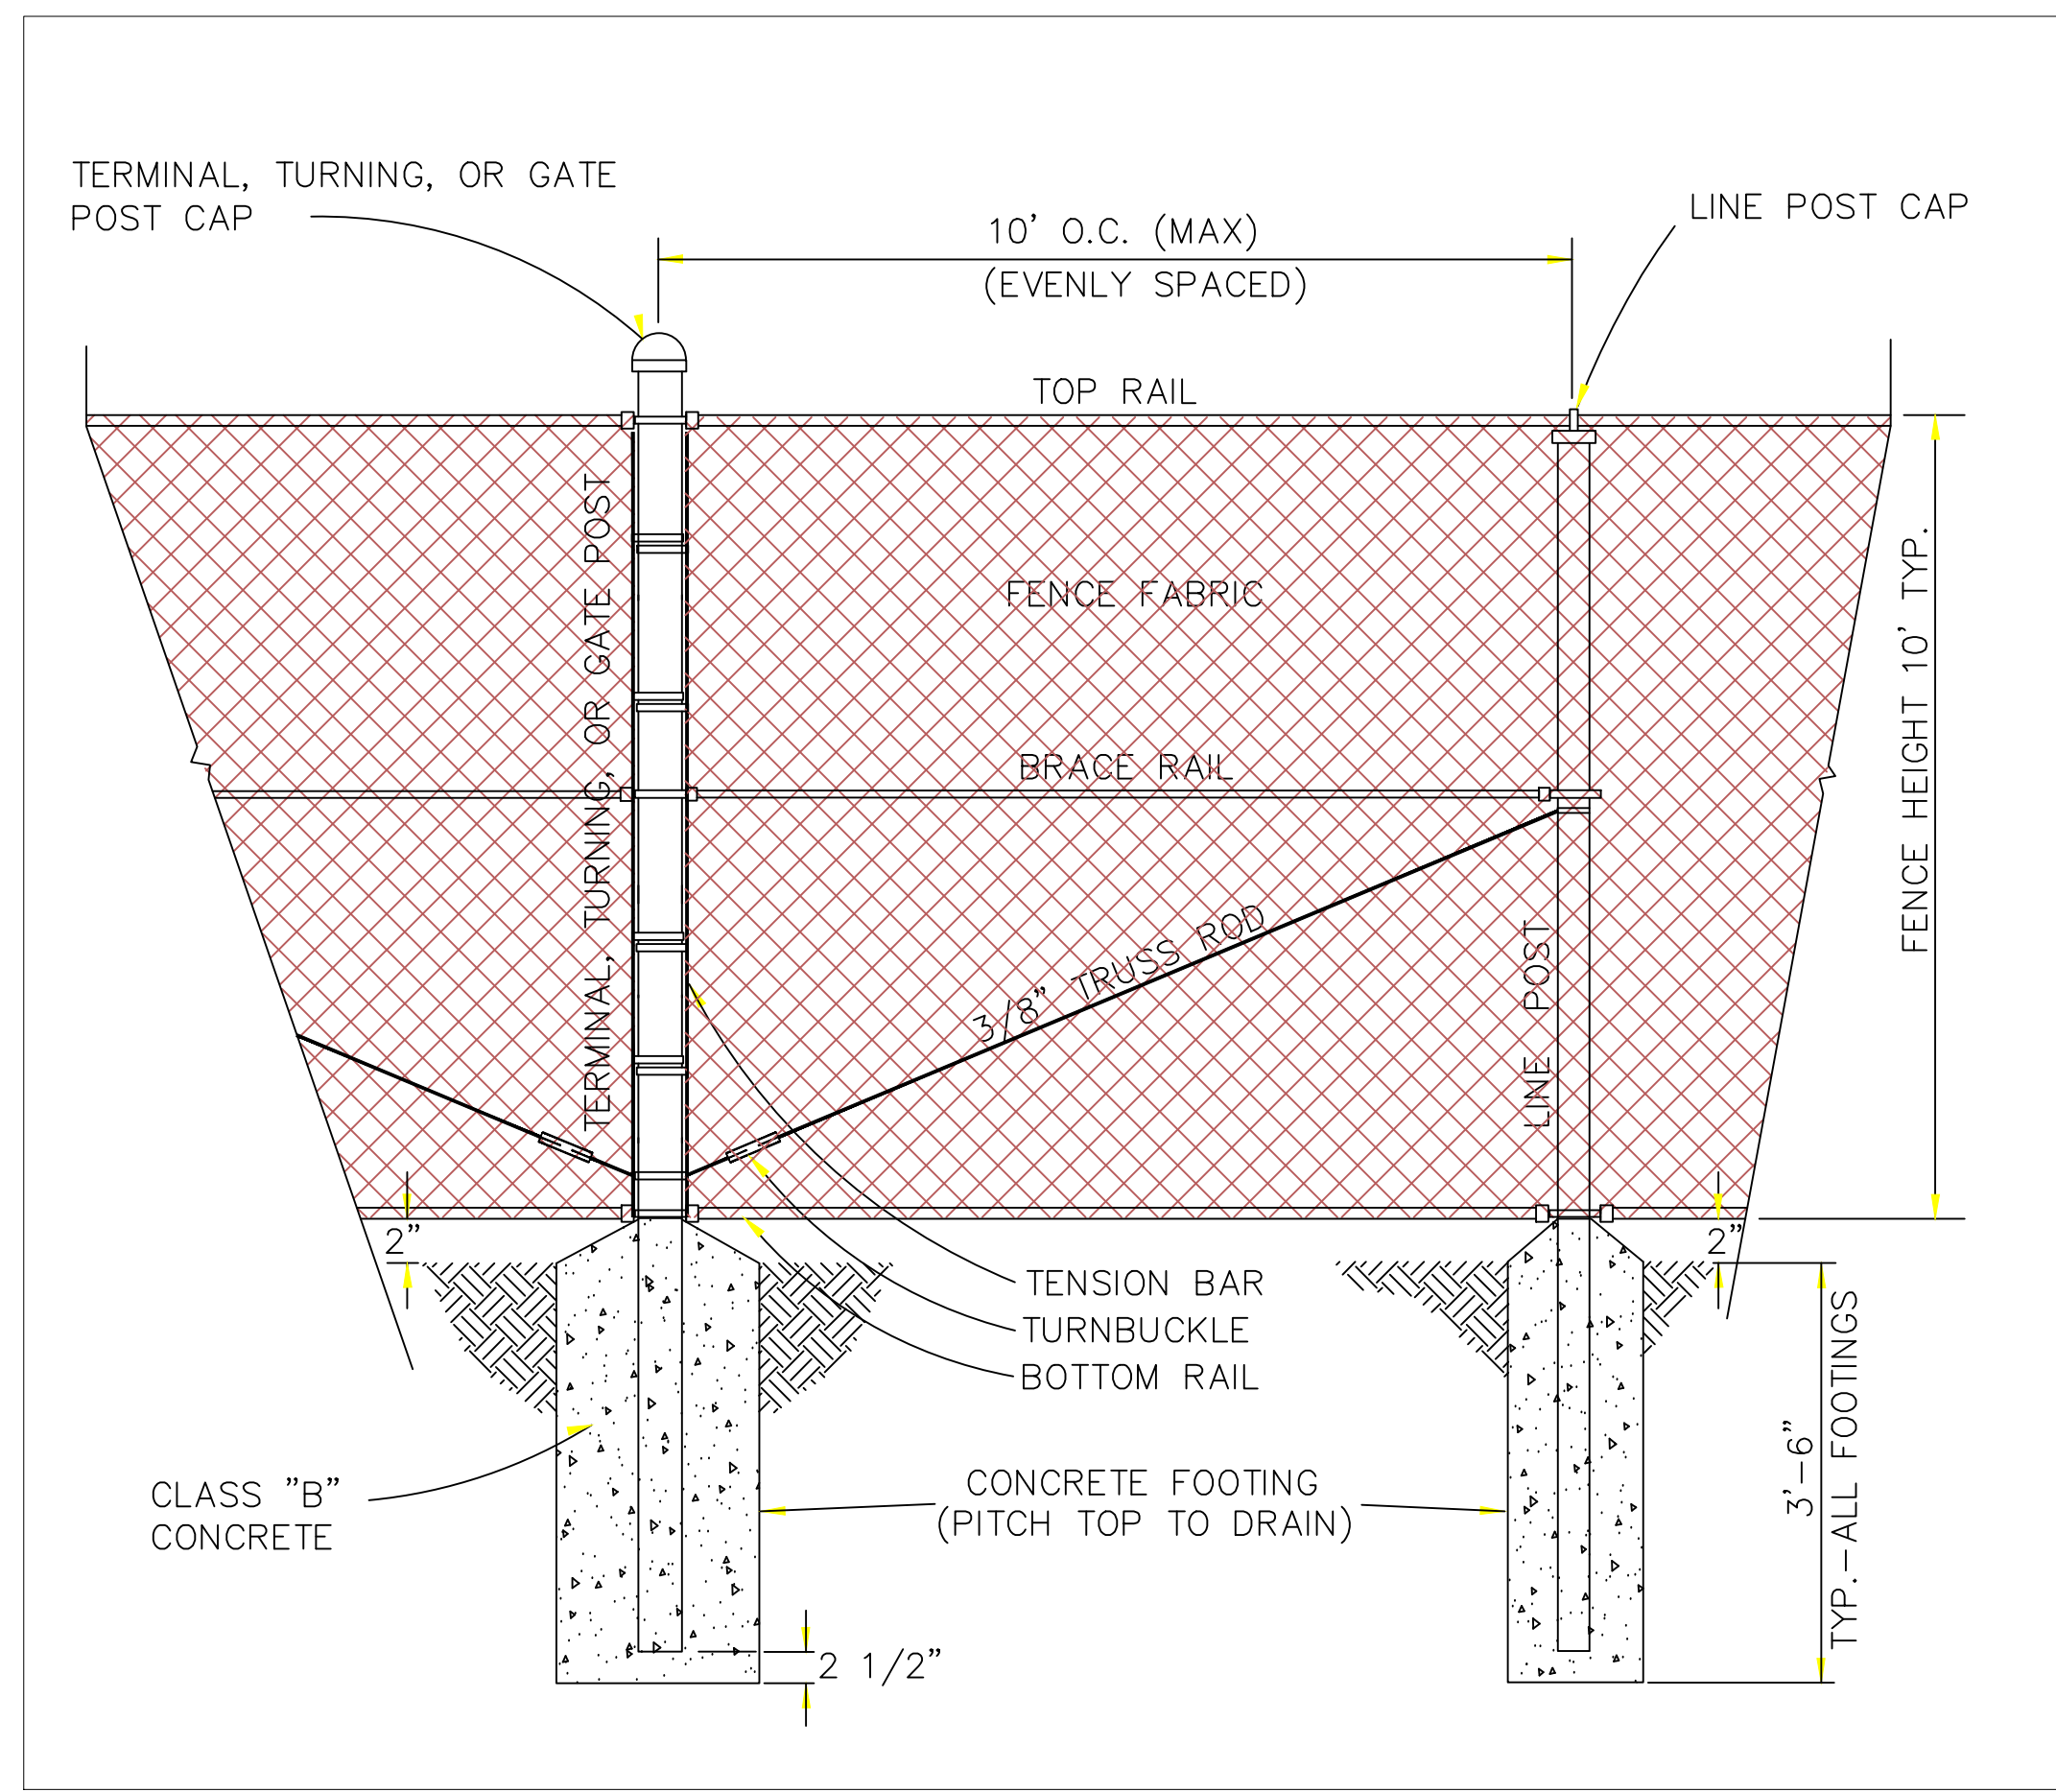 TERMINAL, TURNING, OR GATE
POST CAP
LINE POST CAP
10' O.C. (MAX)
(EVENLY SPACED)
TOP RAIL
TERMINAL, TURNING, OR GATE POST
FENCE FABRIC
FENCE HEIGHT 10' TYP.
BRACE RAIL
3/8" TRUSS ROD
LINE POST
2"
2"
TENSION BAR
TURNBUCKLE
BOTTOM RAIL
CLASS "B"
CONCRETE
CONCRETE FOOTING
(PITCH TOP TO DRAIN)
3'-6"
TYP.-ALL FOOTINGS
2 1/2"